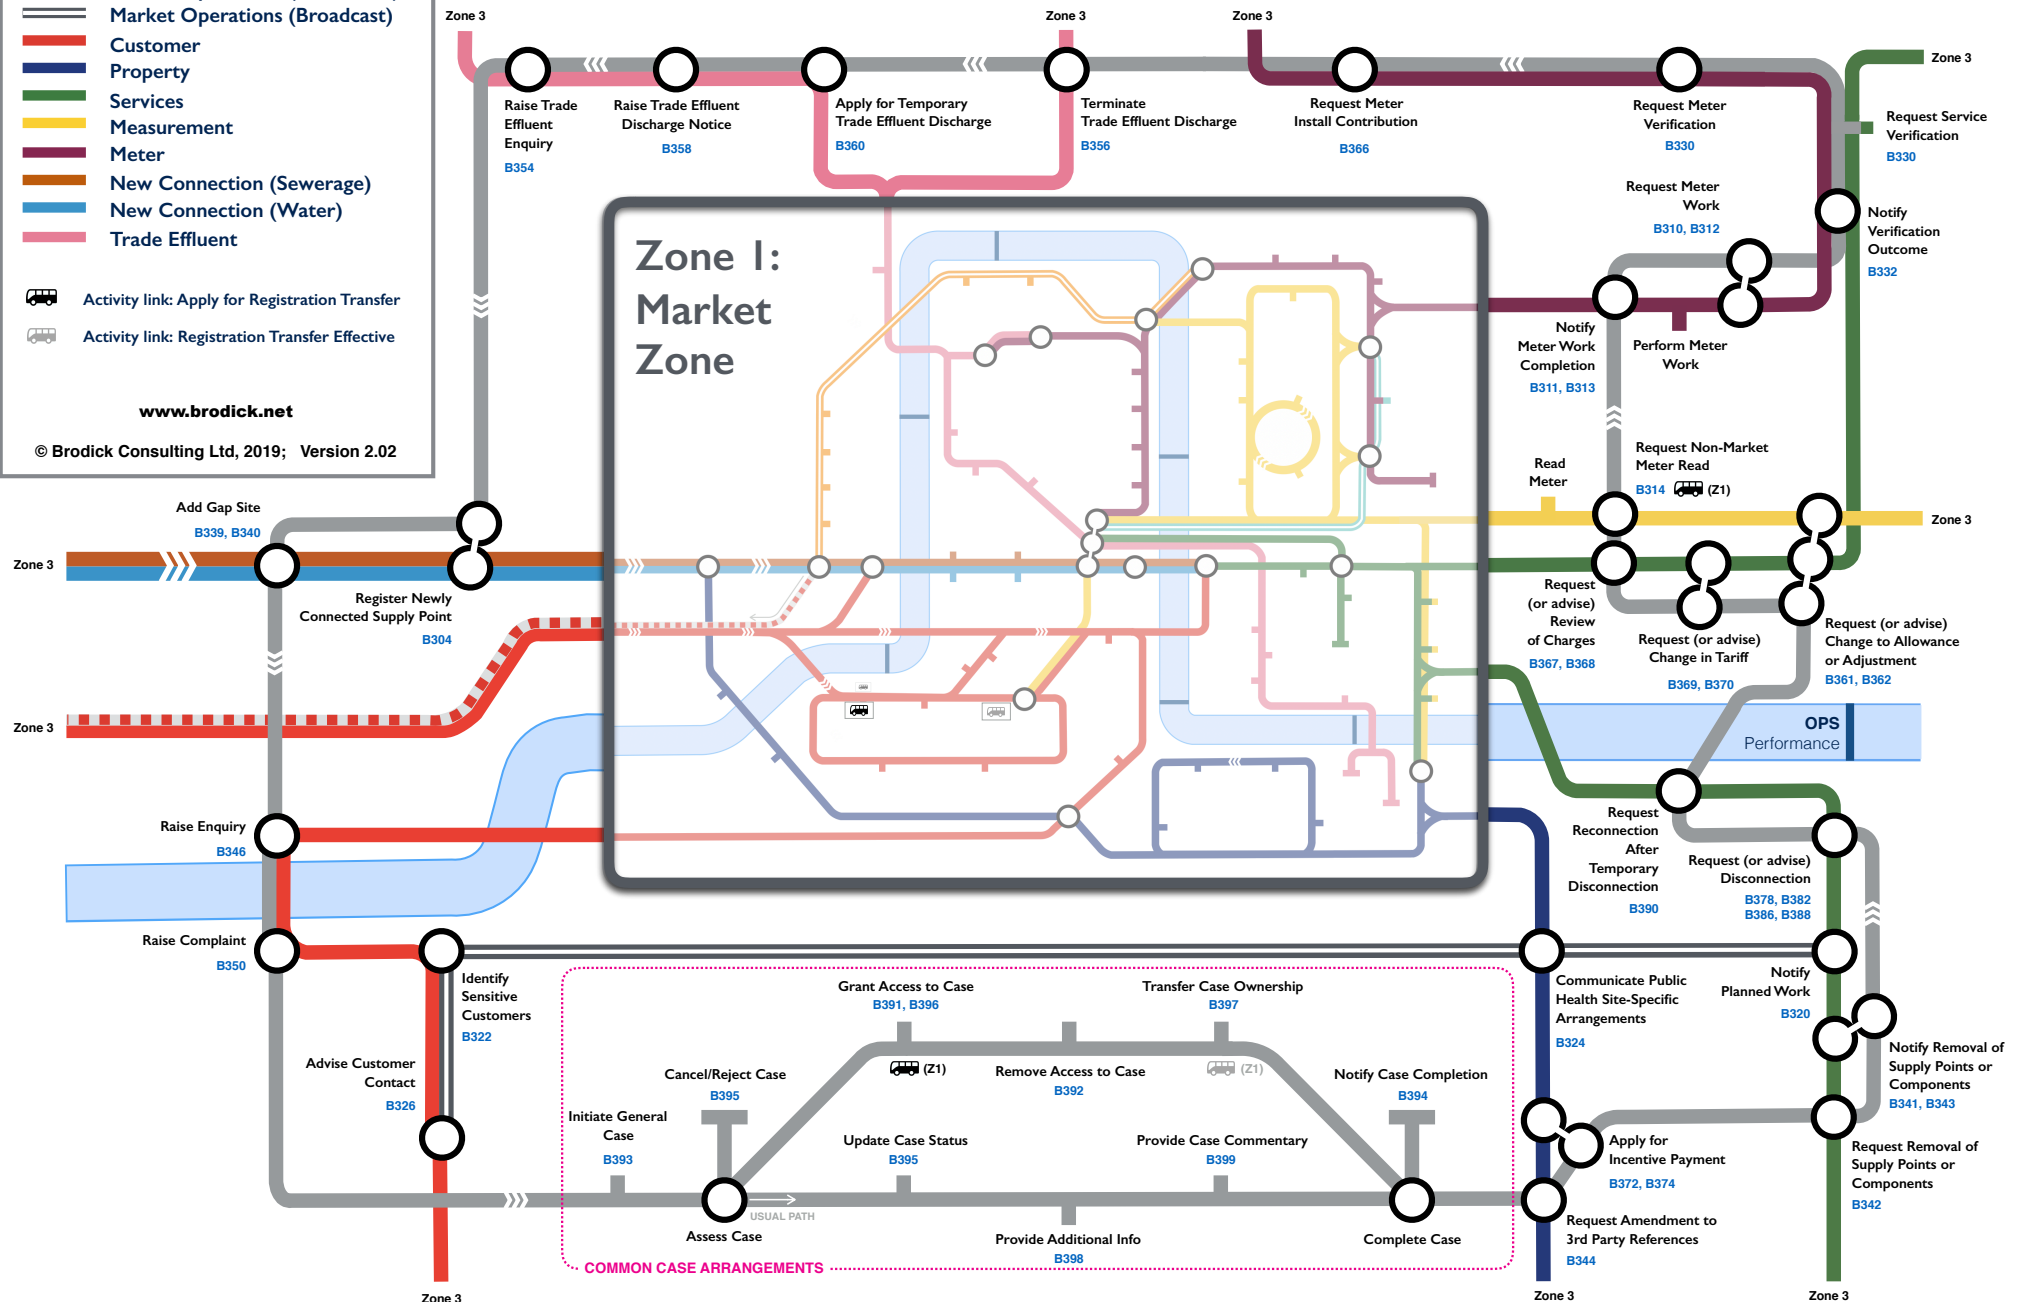 Market Operations (Broadcast)
Customer
Property
Services
Measurement
Meter
New Connection (Sewerage)
New Connection (Water)
Trade Effluent
Activity link: Apply for Registration Transfer
Activity link: Registration Transfer Effective
www.brodick.net
© Brodick Consulting Ltd, 2019; Version 2.02
Zone 3
Zone 3
Zone 3
Zone 3
Raise Trade
Effluent
Enquiry
B354
Raise Trade Effluent
Discharge Notice
B358
Apply for Temporary
Trade Effluent Discharge
B360
Terminate
Trade Effluent Discharge
B356
Request Meter
Install Contribution
B366
Request Meter
Verification
B330
Request Service
Verification
B330
Request Meter
Work
B310, B312
Notify
Verification
Outcome
B332
Zone 1:
Market
Zone
Notify
Meter Work
Completion
B311, B313
Perform Meter
Work
Read
Meter
Request Non-Market
Meter Read
B314 (Z1)
Zone 3
Add Gap Site
B339, B340
Zone 3
Register Newly
Connected Supply Point
B304
Request
(or advise)
Review
of Charges
B367, B368
Request (or advise)
Change in Tariff
B369, B370
Request (or advise)
Change to Allowance
or Adjustment
B361, B362
Zone 3
OPS
Performance
Raise Enquiry
B346
Request
Reconnection
After
Temporary
Disconnection
B390
Request (or advise)
Disconnection
B378, B382
B386, B388
Raise Complaint
B350
Identify
Sensitive
Customers
B322
Advise Customer
Contact
B326
Communicate Public
Health Site-Specific
Arrangements
B324
Notify
Planned Work
B320
Notify Removal of
Supply Points or
Components
B341, B343
Grant Access to Case
B391, B396
(Z1)
Transfer Case Ownership
B397
(Z1)
Cancel/Reject Case
B395
Remove Access to Case
B392
Notify Case Completion
B394
Initiate General
Case
B393
Update Case Status
B395
Provide Case Commentary
B399
Apply for
Incentive Payment
B372, B374
Request Removal of
Supply Points or
Components
B342
USUAL PATH
Assess Case
Provide Additional Info
B398
Complete Case
Request Amendment to
3rd Party References
B344
COMMON CASE ARRANGEMENTS
Zone 3
Zone 3
Zone 3